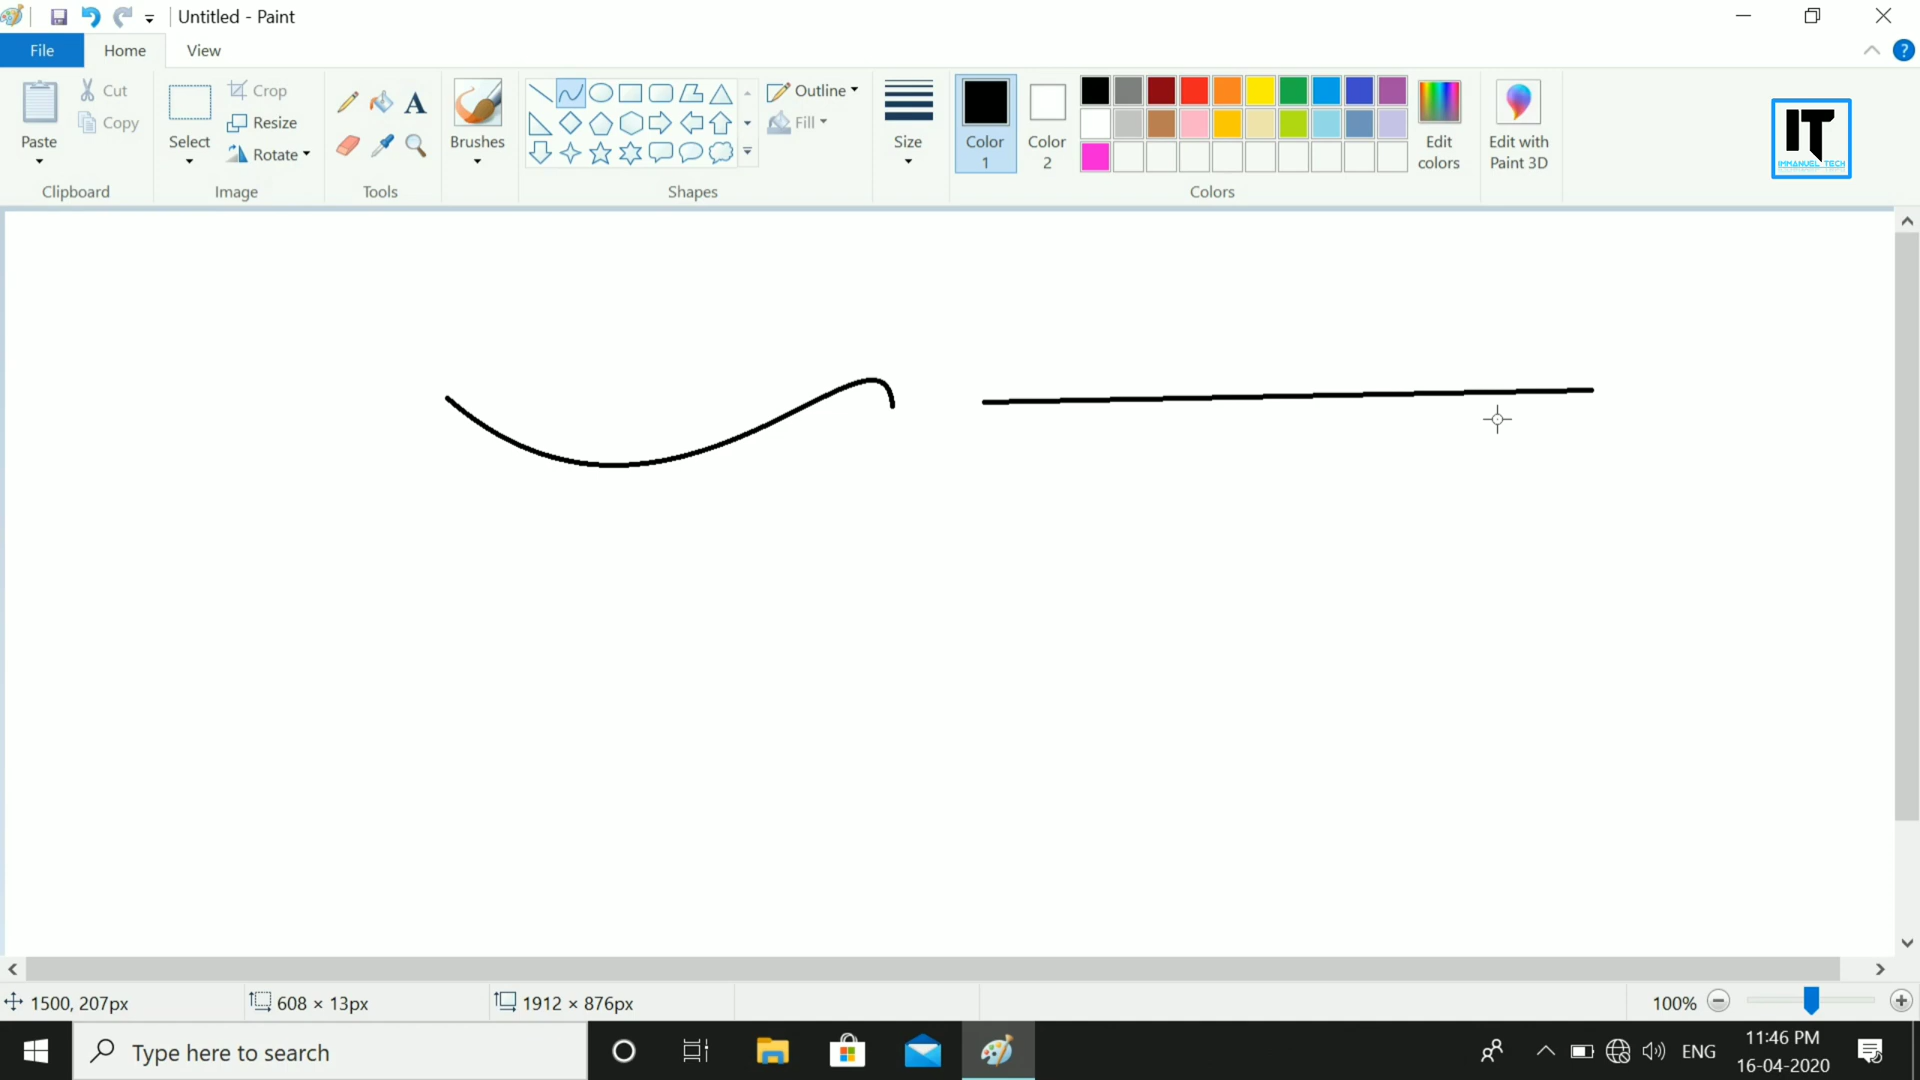 Untitled - Paint
File
Home
View
Paste
Cut
Copy
Clipboard
Select
Crop
Resize
Rotate
Image
A
Tools
Brushes
Outline
Fill
Shapes
Size
Color
1
Color
2
Colors
Edit
colors
Edit with
Paint 3D
?
IT
IMMANUEL TECH
1500, 207px
608 × 13px
1912 × 876px
100%
Type here to search
ENG
11:46 PM
16-04-2020